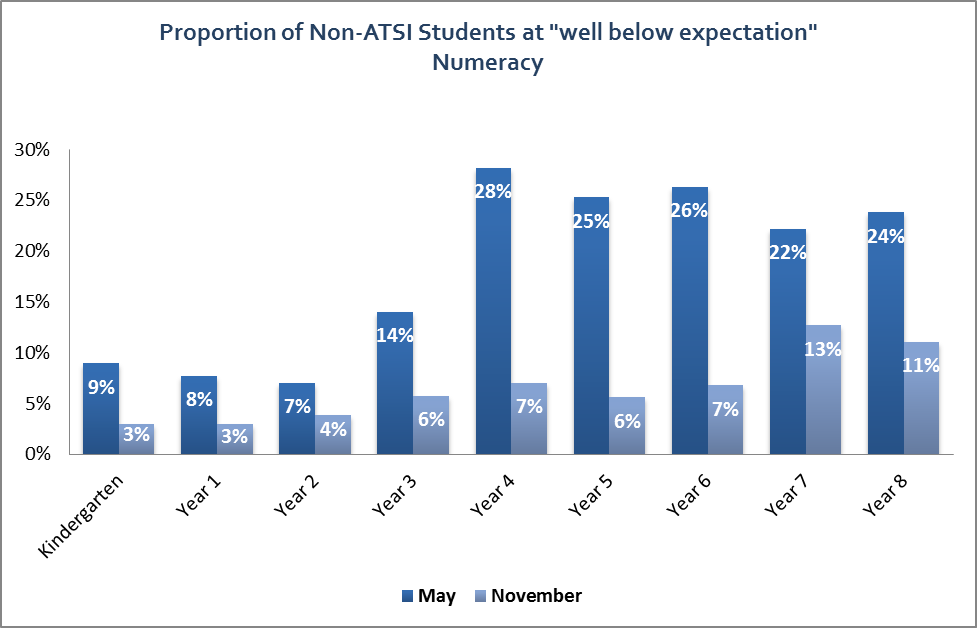 Proportion of Non-ATSI Students at "well below expectation"
Numeracy
30%
25%
20%
15%
10%
5%
0%
9%
3%
8%
3%
7%
4%
14%
6%
28%
7%
25%
6%
26%
7%
22%
13%
24%
11%
Kindergarten
Year 1
Year 2
Year 3
Year 4
Year 5
Year 6
Year 7
Year 8
May November